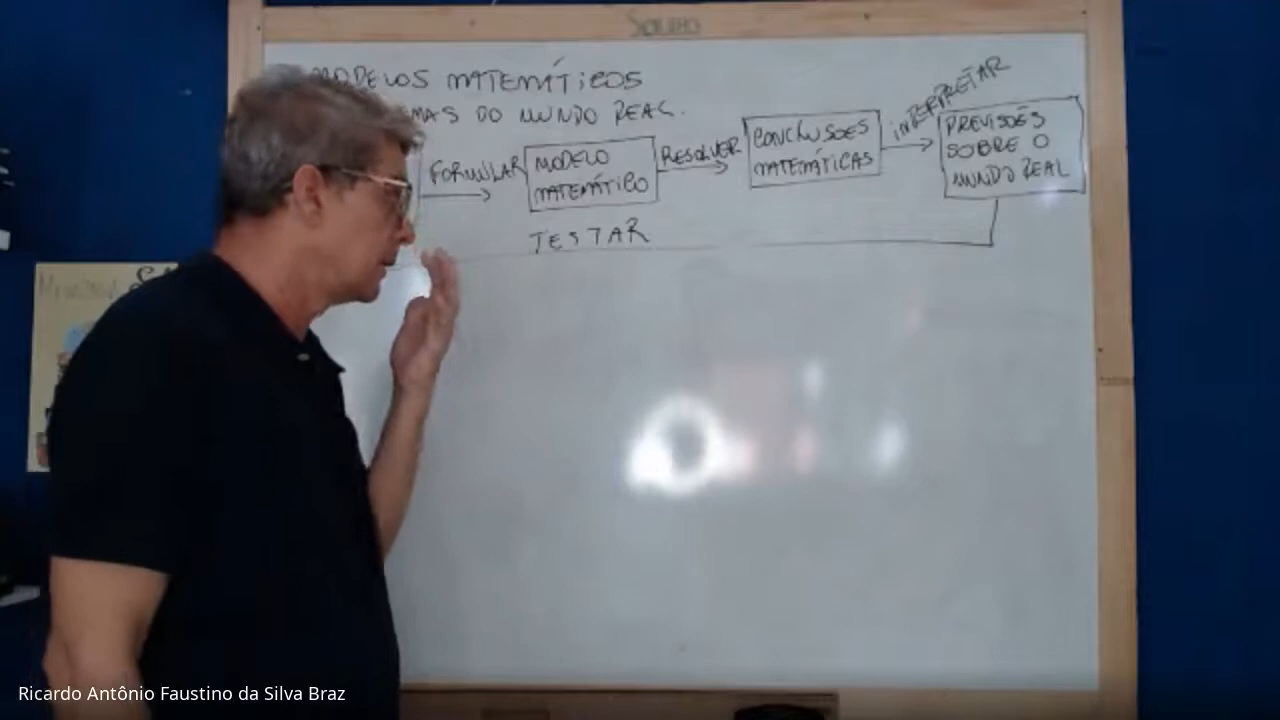 MODELOS MATEMÁTICOS
MAS DO MUNDO REAL.
FORMULAR
MODELO
MATEMÁTICO
RESOLVER
CONCLUSÕES
MATEMÁTICAS
INTERPRETAR
PREVISÕES
SOBRE O
MUNDO REAL
TESTAR
Ricardo Antônio Faustino da Silva Braz